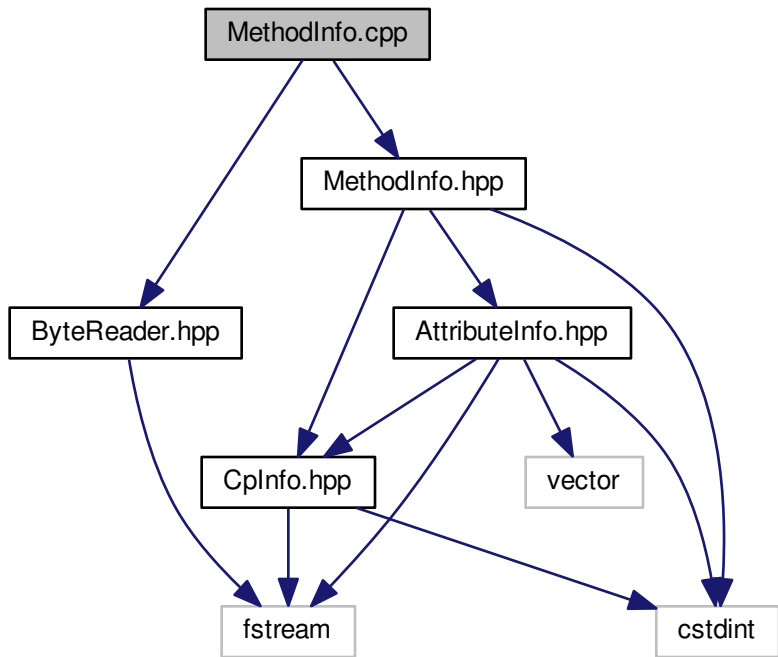 MethodInfo.cpp
MethodInfo.hpp
ByteReader.hpp
AttributeInfo.hpp
CpInfo.hpp
vector
fstream
cstdint